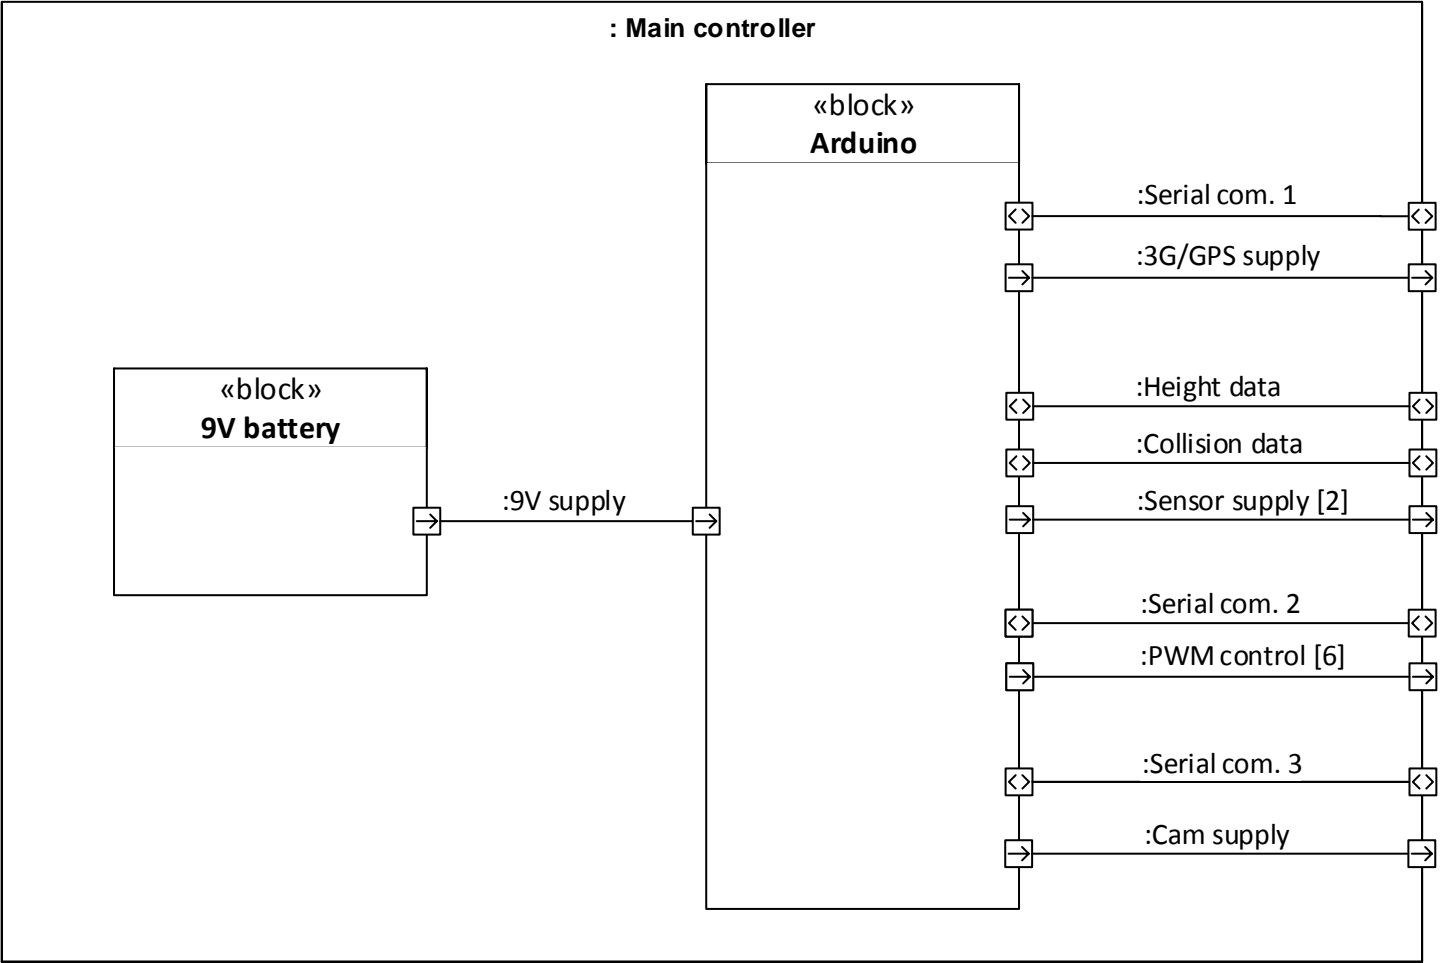 : Main controller
«block»
Arduino
:Serial com. 1
:3G/GPS supply
:Height data
«block»
9V battery
:Collision data
:9V supply
:Sensor supply [2]
:Serial com. 2
:PWM control [6]
:Serial com. 3
:Cam supply